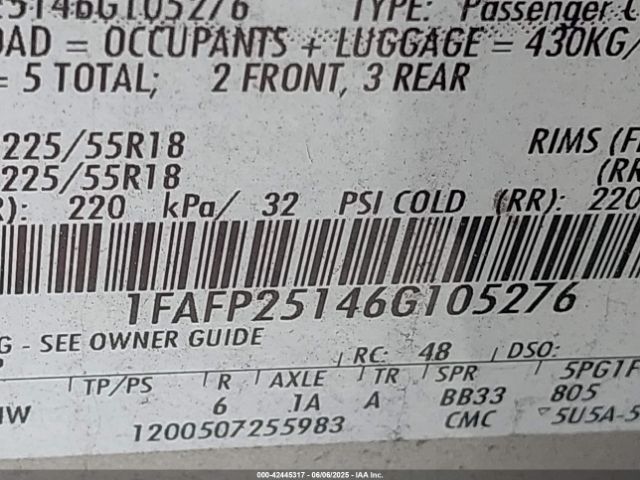 25146G105276 TYPE: Passenger C
OAD = OCCUPANTS + LUGGAGE = 430KG/
= 5 TOTAL; 2 FRONT, 3 REAR
225/55R18 RIMS (F
225/55R18 (RR
R): 220 kPa/ 32 PSI COLD (RR): 220
1FAFP25146G105276
G - SEE OWNER GUIDE
RC: 48 DSO:
TP/PS R AXLE TR SPR 5PGTF
W 6 1A A BB33 805
1200507255983 CMC 5U5A-5
000-42445317 - 06/06/2025 - IAA Inc.